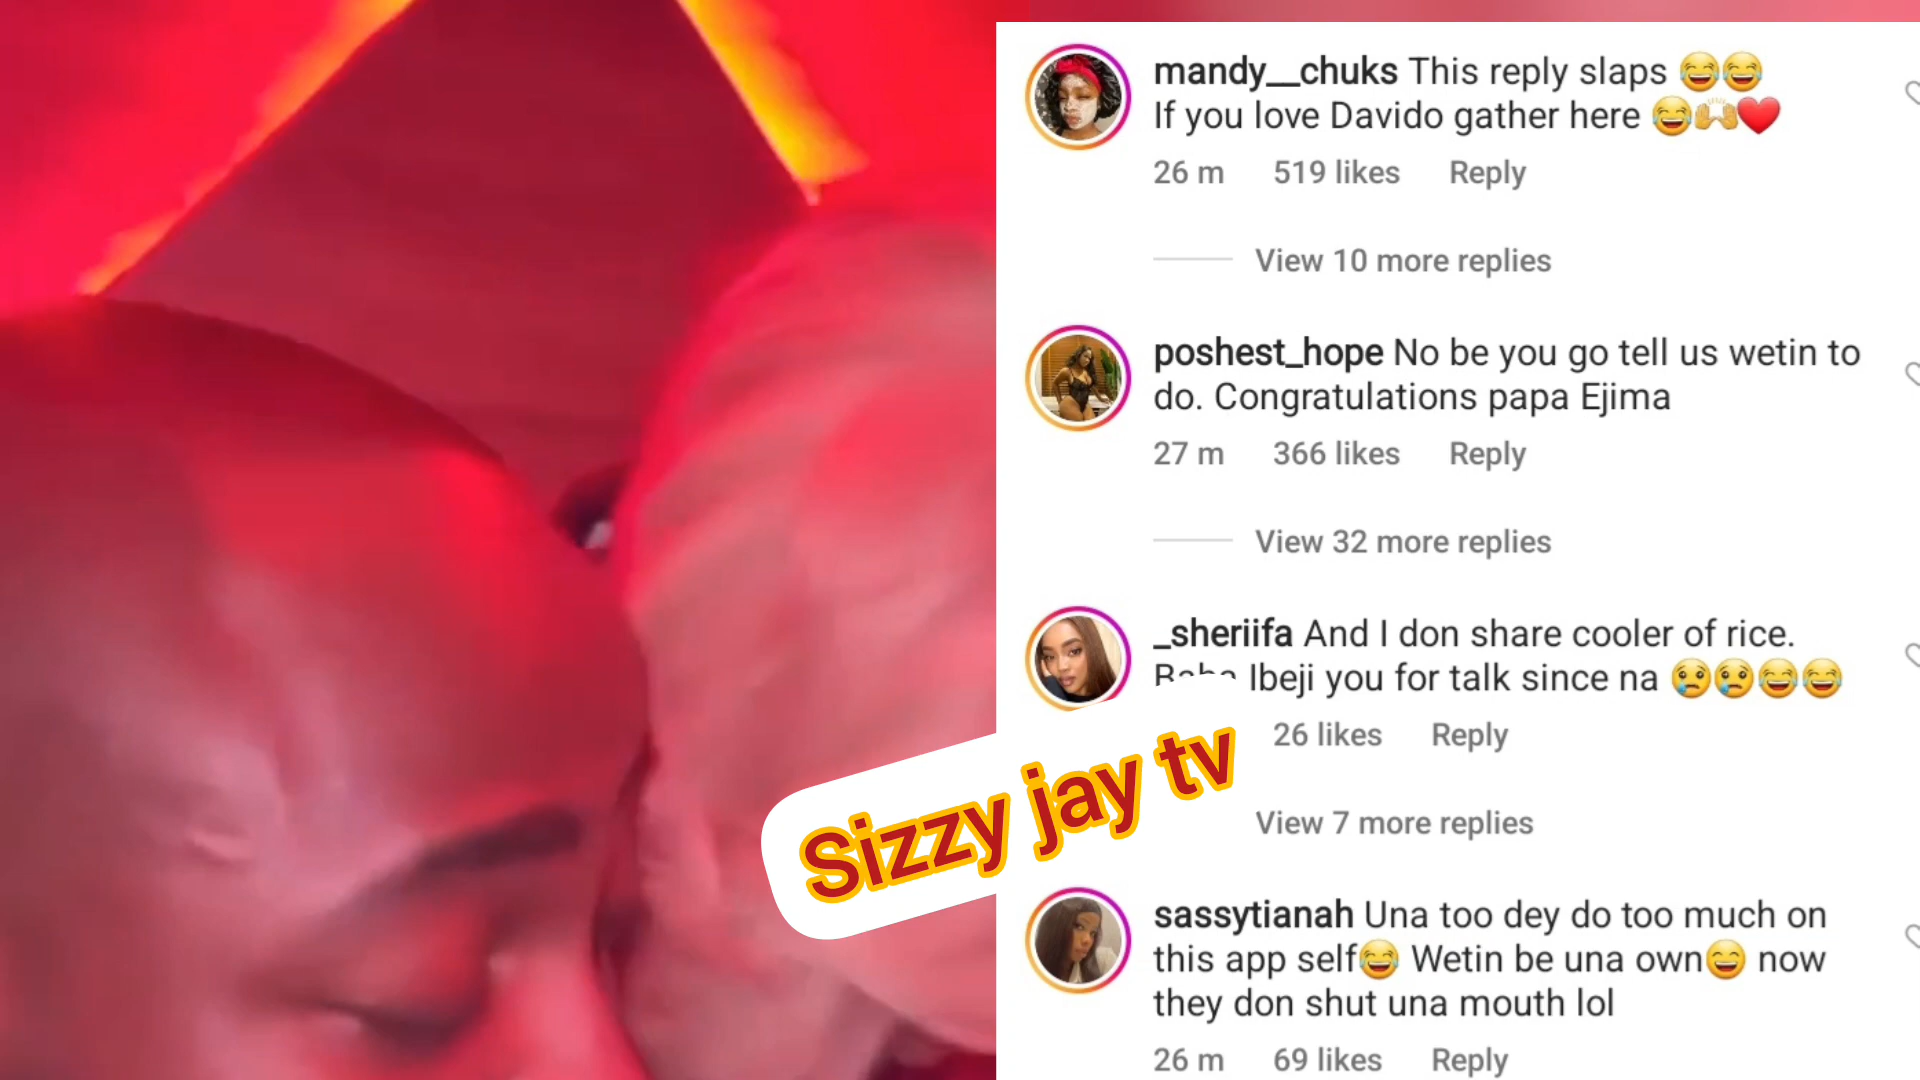 mandy__chuks This reply slaps 😂😂
If you love Davido gather here 😂🙌❤️
26 m 519 likes Reply
View 10 more replies
poshest_hope No be you go tell us wetin to
do. Congratulations papa Ejima
27 m 366 likes Reply
View 32 more replies
_sheriifa And I don share cooler of rice.
Ibeji you for talk since na 😢😢😂😂
26 likes Reply
View 7 more replies
Sizzy jay tv
sassytianah Una too dey do too much on
this app self😂 Wetin be una own😄 now
they don shut una mouth lol
26 m 69 likes Reply